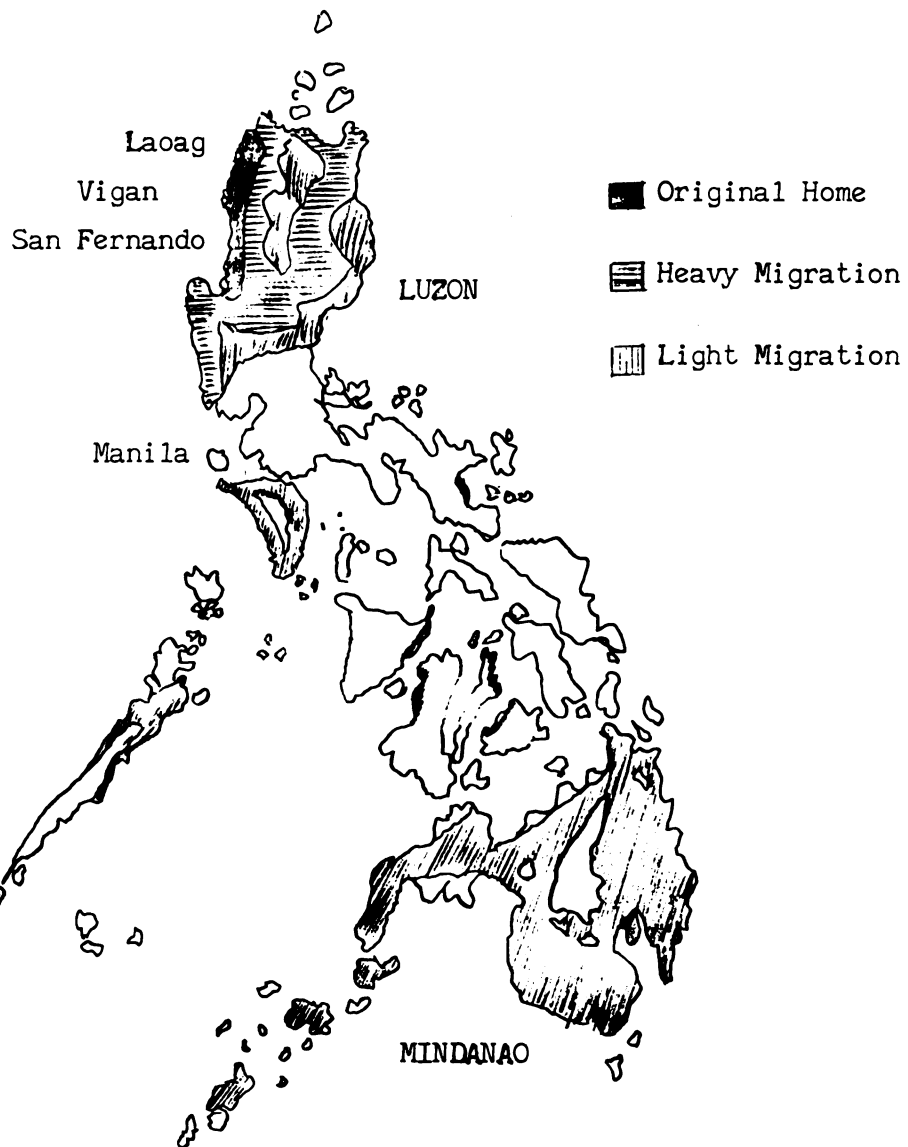 Laoag
Vigan
San Fernando
LUZON
Original Home
Heavy Migration
Light Migration
Manila
MINDANAO